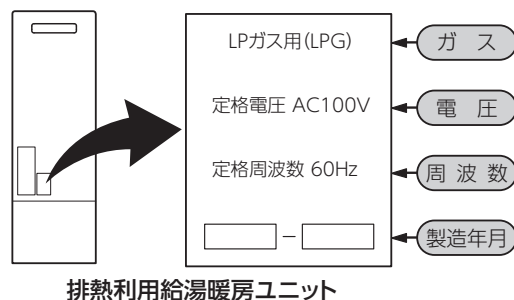 LPガス用(LPG)
ガス
定格電圧 AC100V
電圧
定格周波数 60Hz
周波数
－
製造年月
排熱利用給湯暖房ユニット